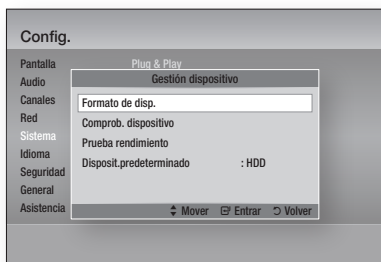 Config.
Pantalla
Plug & Play
Audio
Canales
Red
Sistema
Idioma
Seguridad
General
Asistencia
Gestión dispositivo
Formato de disp.
Comprob. dispositivo
Prueba rendimiento
Disposit.predeterminado : HDD
Mover Entrar Volver